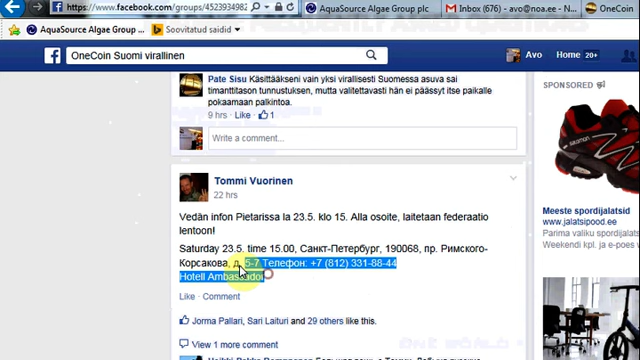 https://www.facebook.com/groups/4523934982
AquaSource Algae Group plc
Inbox (676) - avo@noa.ee - No...
OneCoin
AquaSource Algae Group ...
Soovitatud saidid
OneCoin Suomi virallinen
Avo
Home
Pate Sisu Käsittääkseni vain yksi virallisesti Suomessa asuva sai
timanttitason tunnustuksen, mutta valitettavasti hän ei päässyt itse paikalle
pokaamaan palkintoa.
9 hrs · Like · 1
Write a comment...
SPONSORED
Tommi Vuorinen
22 hrs
Vedän infon Pietarissa la 23.5. klo 15. Alla osoite, laitetaan federaatio
lentoon!
Saturday 23.5. time 15.00, Санкт-Петербург, 190068, пр. Римского-
Корсакова, д. 5-7 Телефон: +7 (812) 331-88-44
Hotell Ambassador
Like · Comment
Jorma Pallari, Sari Laituri and 29 others like this.
View 1 more comment
Meeste spordijalatsid
www.jalatsipood.ee
Parima valiku spordijalatsid
Weekendi kpl, ja e-poes